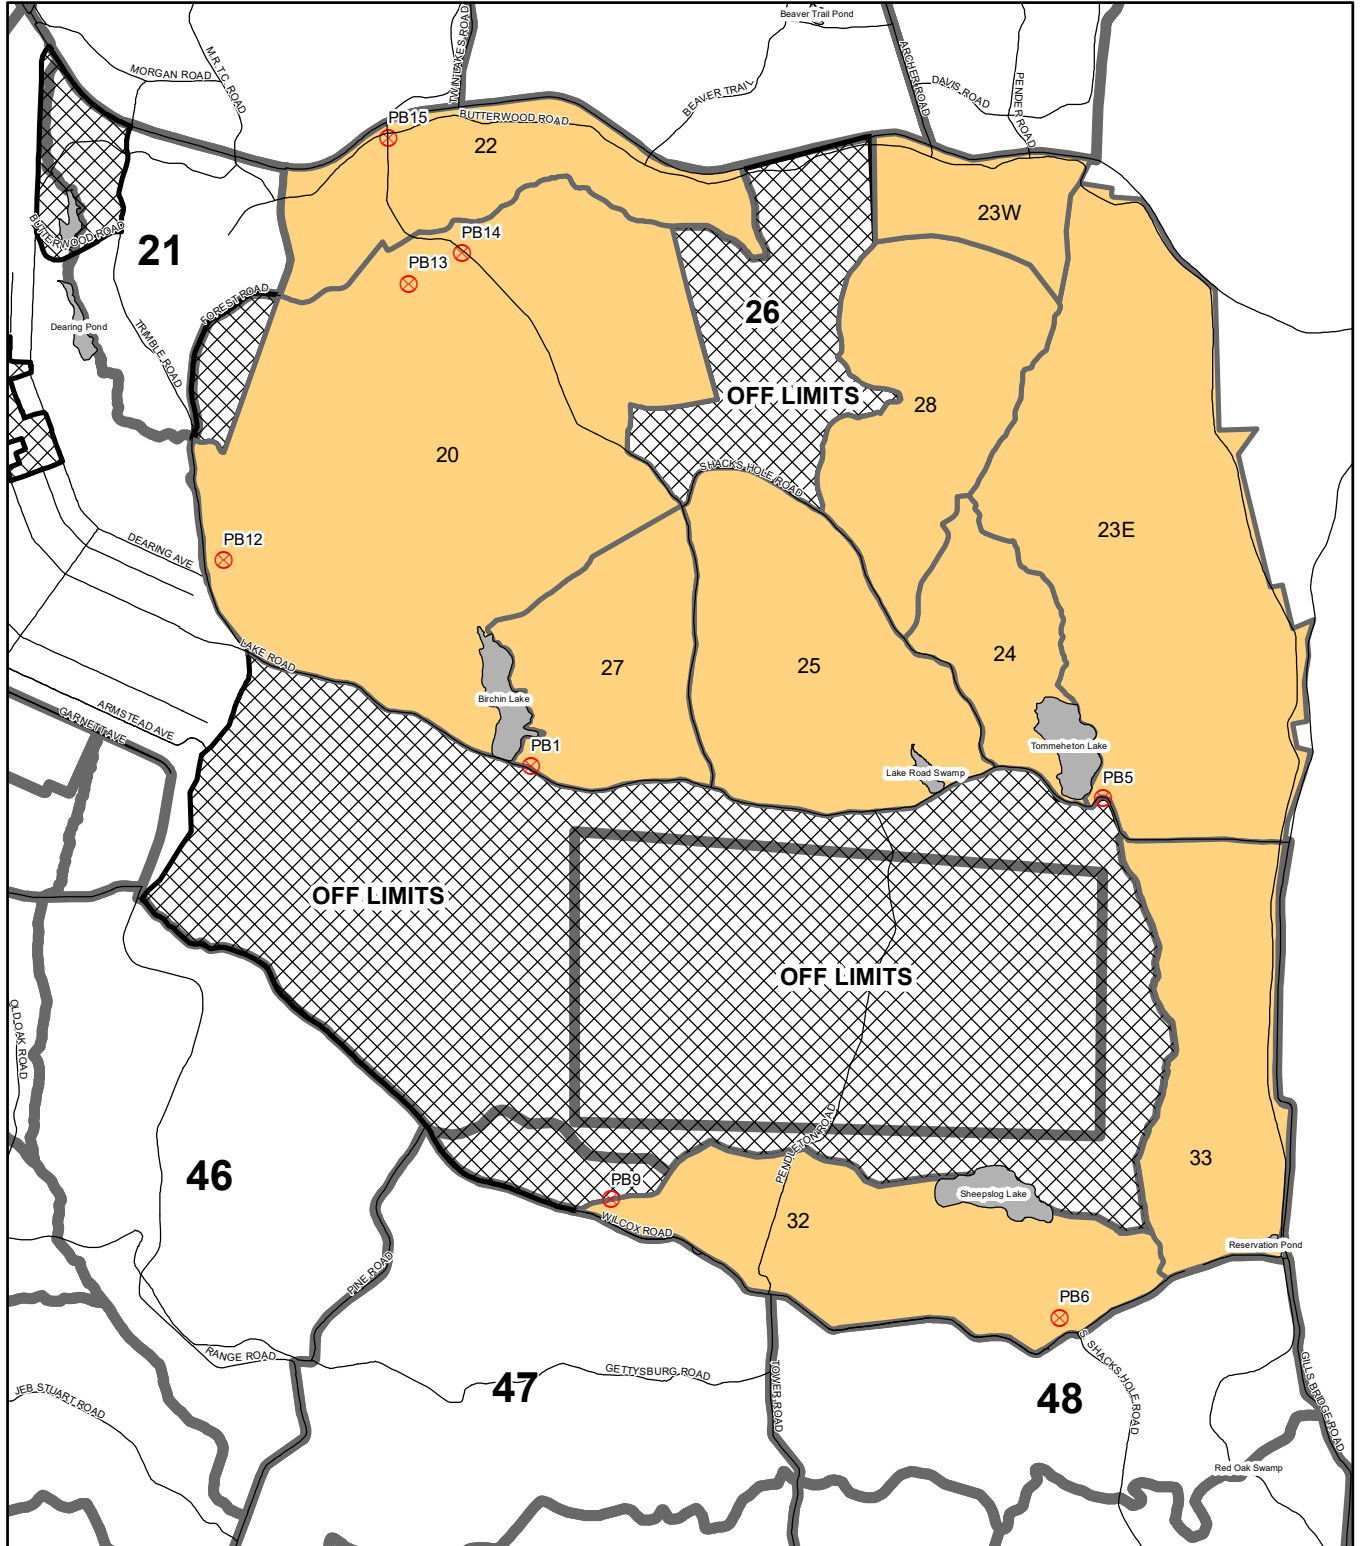 Beaver Trail Pond
MORGAN ROAD
M.R.T.C. ROAD
TWIN LAKES ROAD
BEAVER TRAIL
ARCHER ROAD
DAVIS ROAD
PENDER ROAD
PB15
BUTTERWOOD ROAD
22
23W
BUTTERWOOD ROAD
21
PB14
PB13
FOREST ROAD
26
Dearing Pond
TRIMBLE ROAD
OFF LIMITS
28
20
SHACKS HOLE ROAD
23E
PB12
DEARING AVE
LAKE ROAD
27
25
24
Birchin Lake
ARMSTEAD AVE
GARNETT AVE
PB1
Tommeheton Lake
Lake Road Swamp
PB5
OFF LIMITS
OFF LIMITS
OLD OAK ROAD
PENDLETON ROAD
46
33
PB9
Sheepslog Lake
32
WILCOX ROAD
Reservation Pond
PINE ROAD
PB6
RANGE ROAD
GETTYSBURG ROAD
TOWER ROAD
S. SHACKS HOLE ROAD
GILLS BRIDGE ROAD
JEB STUART ROAD
47
48
Red Oak Swamp